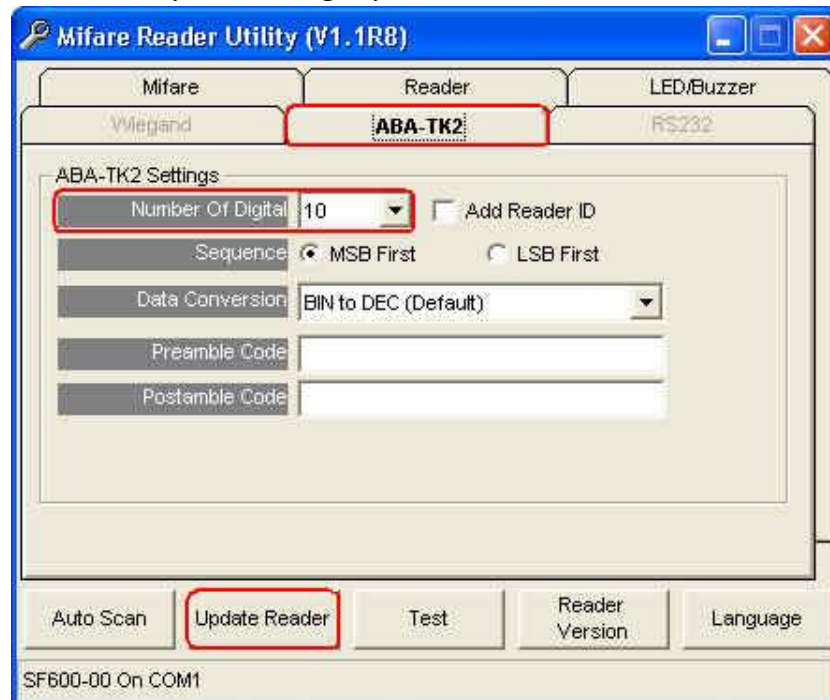 Mifare Reader Utility (V1.1R8)
Mifare Reader LED/Buzzer
Wiegand ABA-TK2 RS232
ABA-TK2 Settings
Number Of Digital 10 Add Reader ID
Sequence MSB First LSB First
Data Conversion BIN to DEC (Default)
Preamble Code
Postamble Code
Auto Scan Update Reader Test Reader Version Language
SF600-00 On COM1